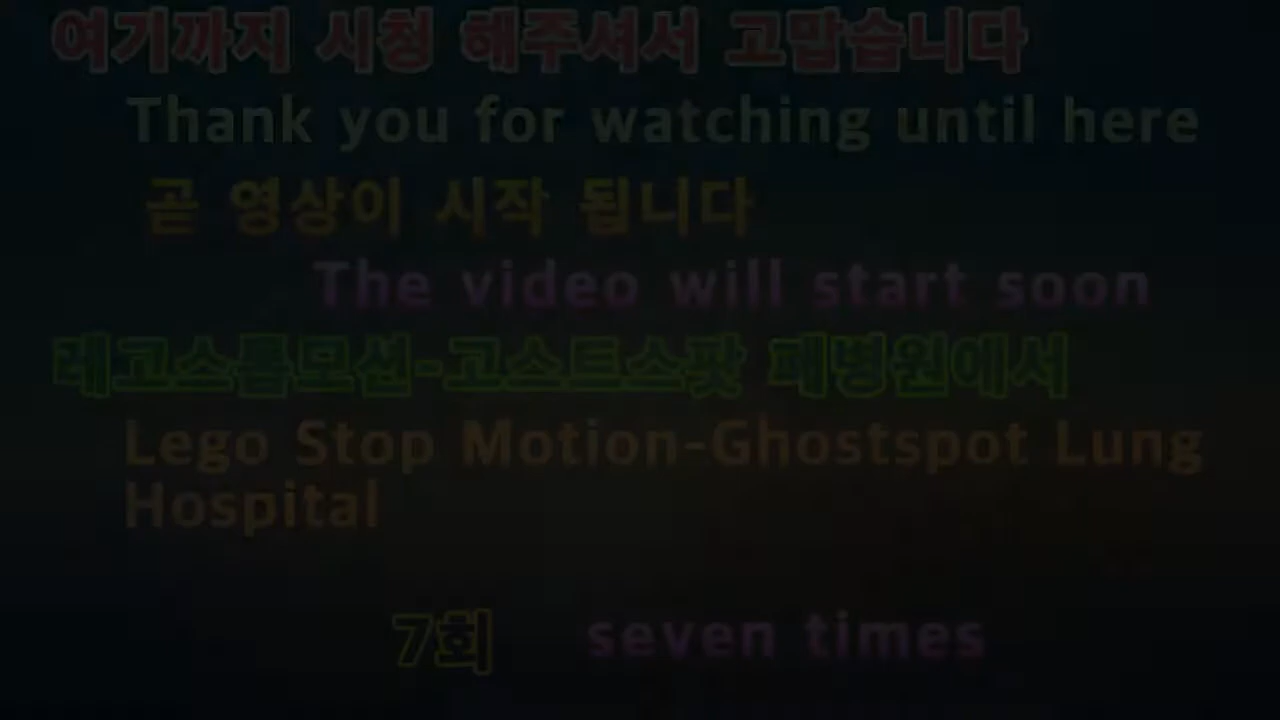 여기까지 시청 해주셔서 고맙습니다
Thank you for watching until here
곧 영상이 시작 됩니다
The video will start soon
레고스톱모션-고스트스팟 패병원에서
Lego Stop Motion-Ghostspot Lung
Hospital
7회 seven times